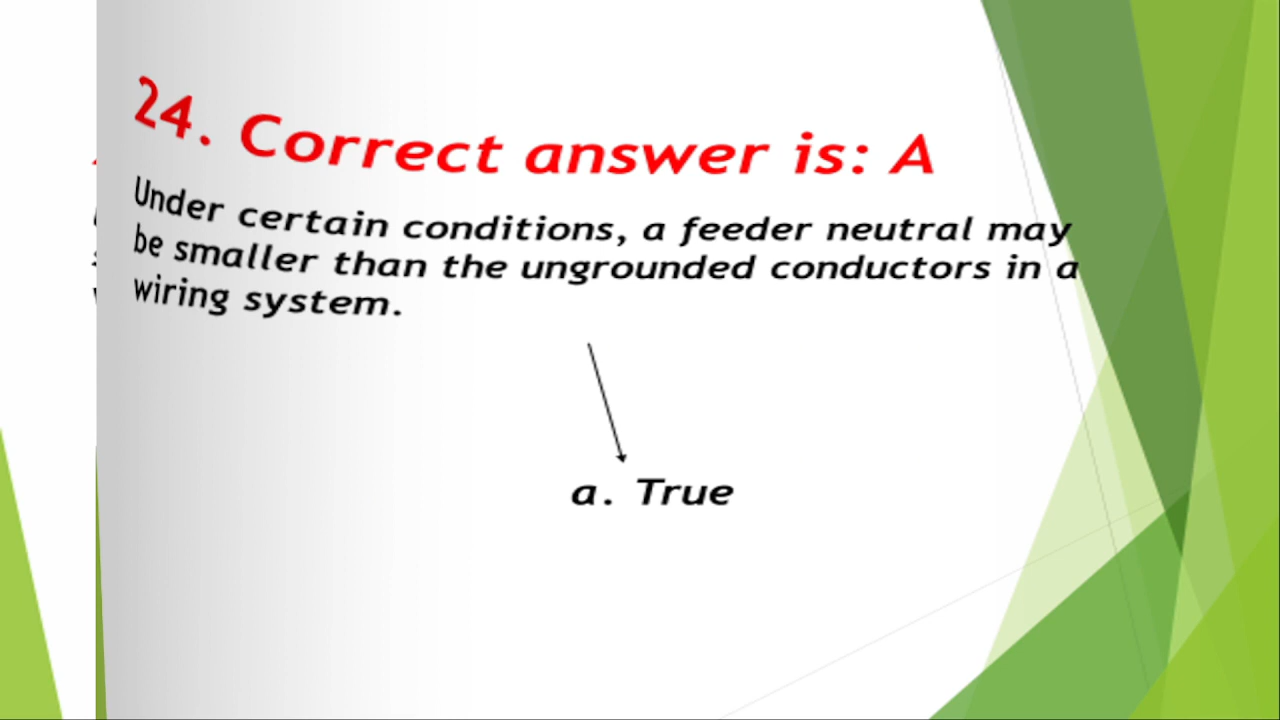 24. Correct answer is: A
Under certain conditions, a feeder neutral may
be smaller than the ungrounded conductors in a
wiring system.
a. True